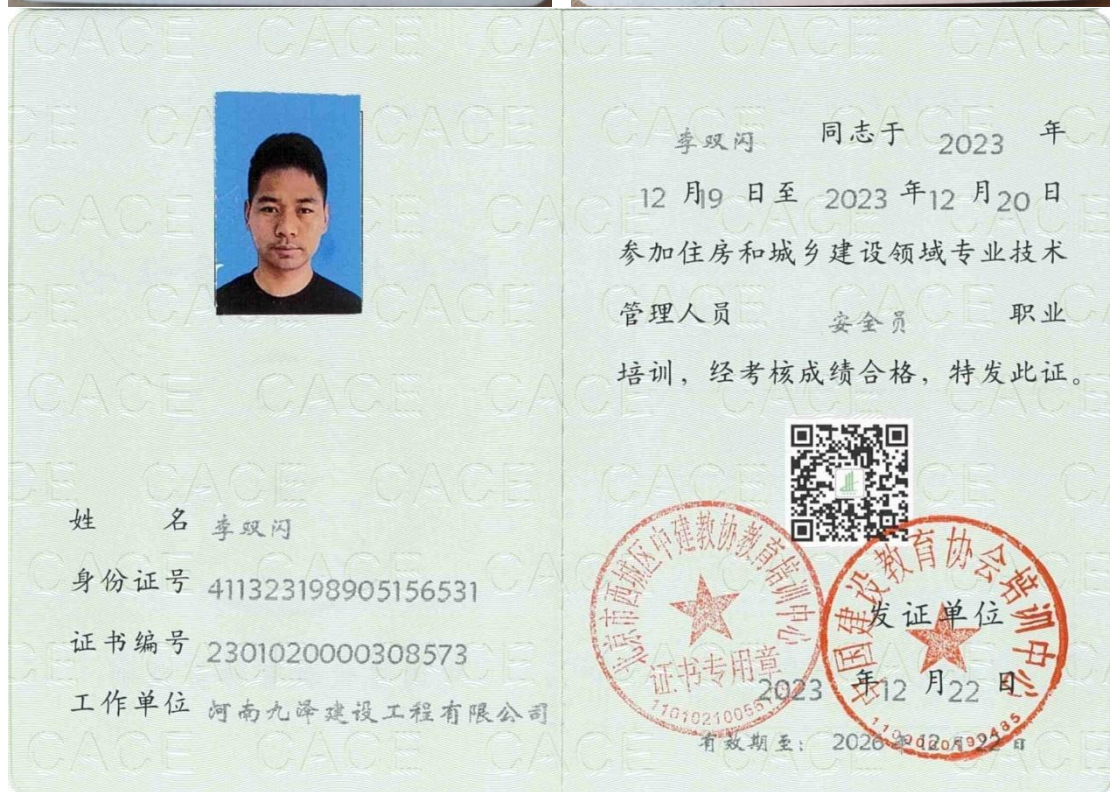 姓 名 李双闪
身份证号 411323198905156531
证书编号 2301020000308573
工作单位 河南九泽建设工程有限公司
李双闪 同志于 2023 年
12 月19 日至 2023 年12 月20 日
参加住房和城乡建设领域专业技术
管理人员 安全员 职业
培训，经考核成绩合格，特发此证。
北京市西城区中建教协教育培训中心
证书专用章
中国建设教育协会培训中心
发证单位
2023 年12 月22 日
有效期至： 2026 年 12 月 22 日
CACE